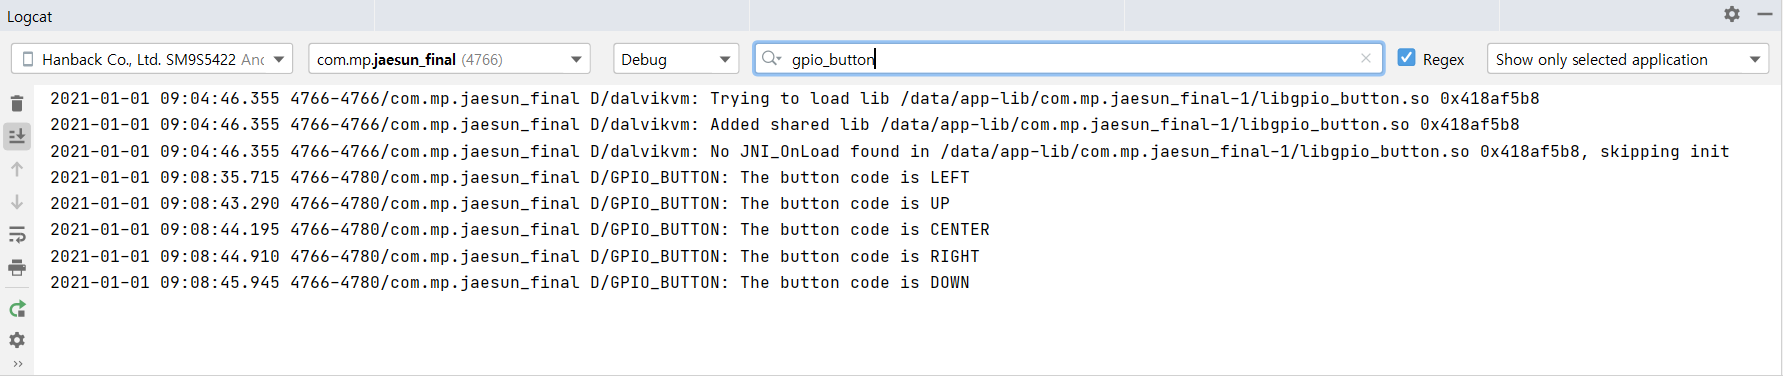 Logcat
Hanback Co., Ltd. SM9S5422 And com.mp.jaesun_final (4766) Debug gpio_button Regex Show only selected application
2021-01-01 09:04:46.355 4766-4766/com.mp.jaesun_final D/dalvikvm: Trying to load lib /data/app-lib/com.mp.jaesun_final-1/libgpio_button.so 0x418af5b8
2021-01-01 09:04:46.355 4766-4766/com.mp.jaesun_final D/dalvikvm: Added shared lib /data/app-lib/com.mp.jaesun_final-1/libgpio_button.so 0x418af5b8
2021-01-01 09:04:46.355 4766-4766/com.mp.jaesun_final D/dalvikvm: No JNI_OnLoad found in /data/app-lib/com.mp.jaesun_final-1/libgpio_button.so 0x418af5b8, skipping init
2021-01-01 09:08:35.715 4766-4780/com.mp.jaesun_final D/GPIO_BUTTON: The button code is LEFT
2021-01-01 09:08:43.290 4766-4780/com.mp.jaesun_final D/GPIO_BUTTON: The button code is UP
2021-01-01 09:08:44.195 4766-4780/com.mp.jaesun_final D/GPIO_BUTTON: The button code is CENTER
2021-01-01 09:08:44.910 4766-4780/com.mp.jaesun_final D/GPIO_BUTTON: The button code is RIGHT
2021-01-01 09:08:45.945 4766-4780/com.mp.jaesun_final D/GPIO_BUTTON: The button code is DOWN